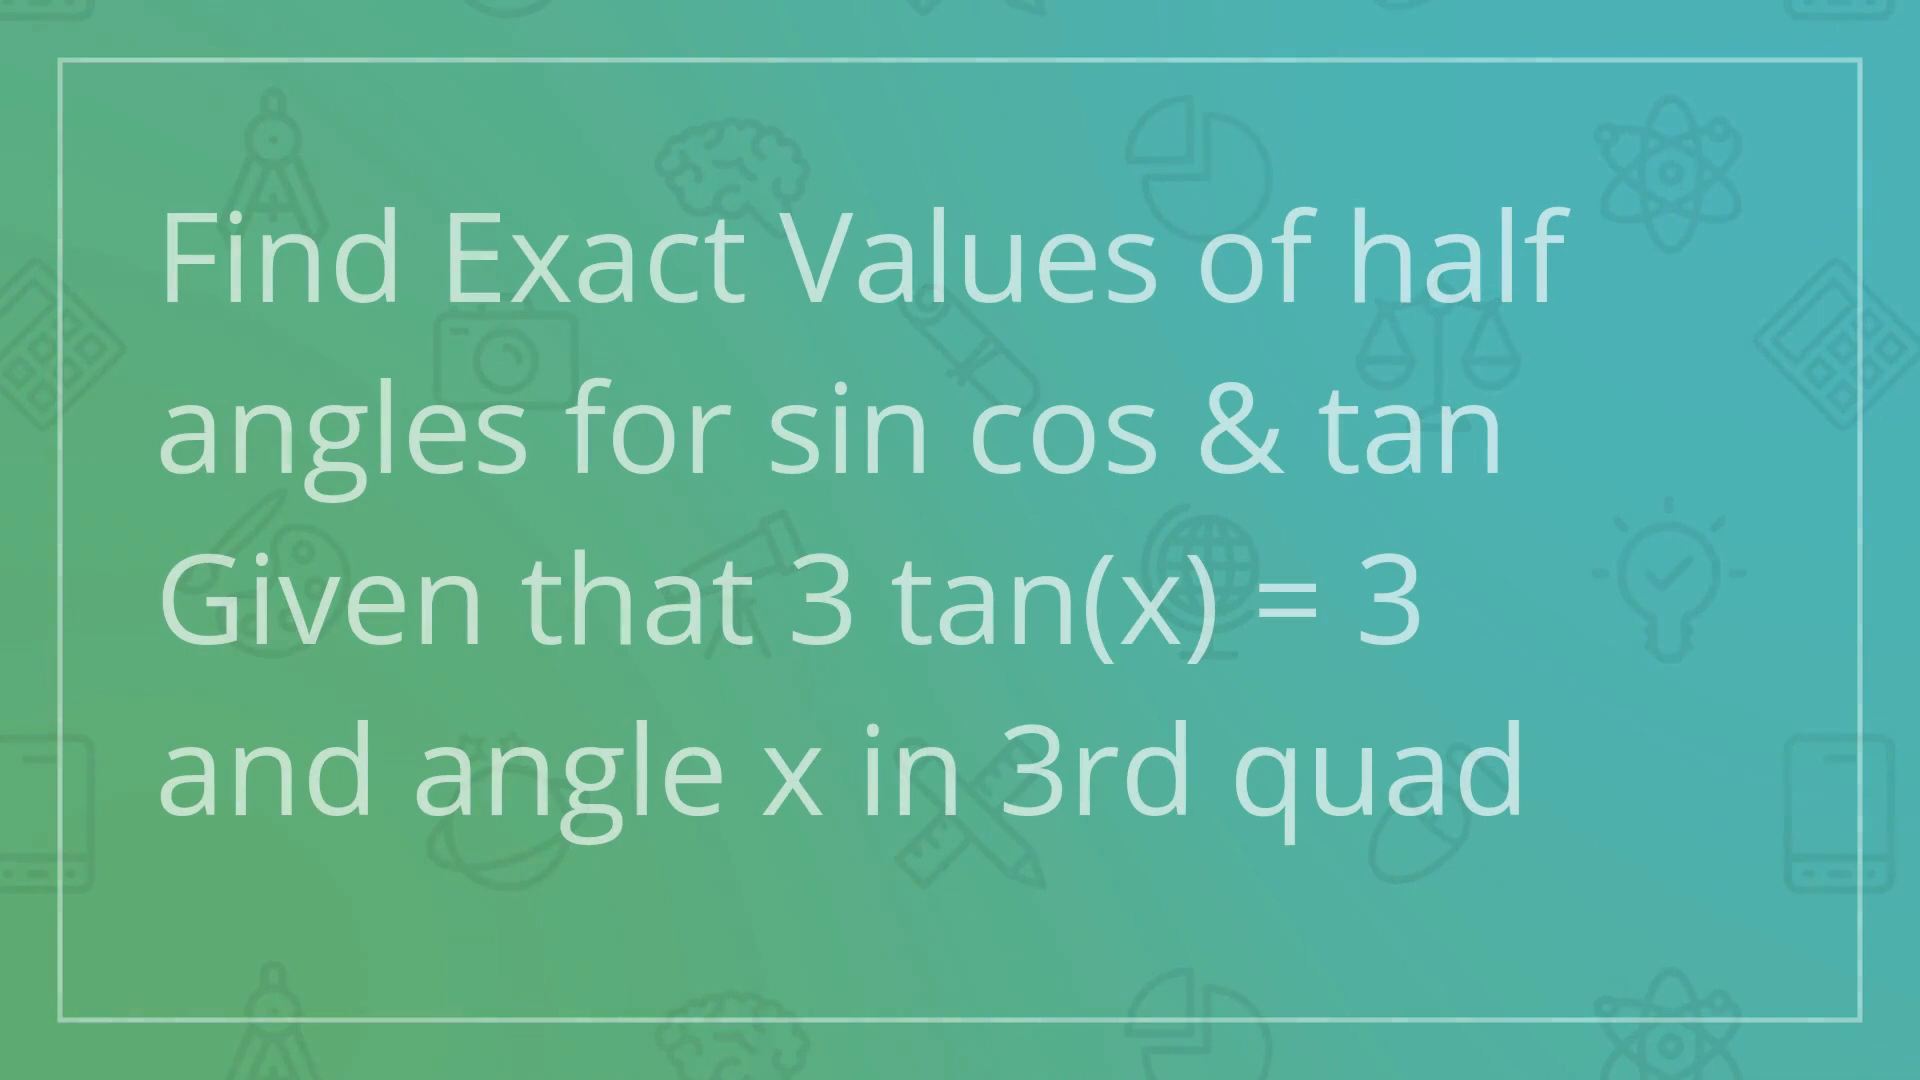 Find Exact Values of half
angles for sin cos & tan
Given that 3 tan(x) = 3
and angle x in 3rd quad